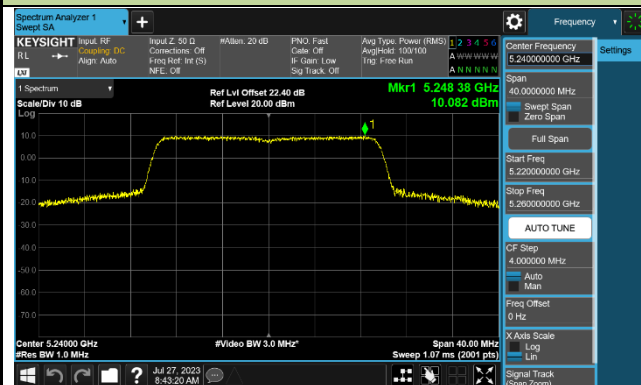 Spectrum Analyzer 1
Swept SA
Frequency
KEYSIGHT
RL
LXI
Input: RF
Coupling: DC
Align: Auto
Input Z: 50 Ω
Corrections: Off
Freq Ref: Int (S)
NFE: Off
#Atten: 20 dB
PNO: Fast
Gate: Off
IF Gain: Low
Sig Track: Off
Avg Type: Power (RMS)
Avg|Hold: 100/100
Trig: Free Run
1 2 3 4 5 6
A W W W W W
A N N N N N
1 Spectrum
Scale/Div 10 dB
Log
Ref Lvl Offset 22.40 dB
Ref Level 20.00 dBm
Mkr1 5.248 38 GHz
10.082 dBm
1
10.0
0.00
10.0
20.0
30.0
-40.0
-50.0
-60.0
70.0
Center 5.24000 GHz
#Res BW 1.0 MHz
#Video BW 3.0 MHz*
Span 40.00 MHz
Sweep 1.07 ms (2001 pts)
Jul 27, 2023
8:43:20 AM
Center Frequency
5.240000000 GHz
Settings
Span
40.0000000 MHz
Swept Span
Zero Span
Full Span
Start Freq
5.220000000 GHz
Stop Freq
5.260000000 GHz
AUTO TUNE
CF Step
4.000000 MHz
Auto
Man
Freq Offset
0 Hz
X Axis Scale
Log
Lin
Signal Track
(Span Zoom)